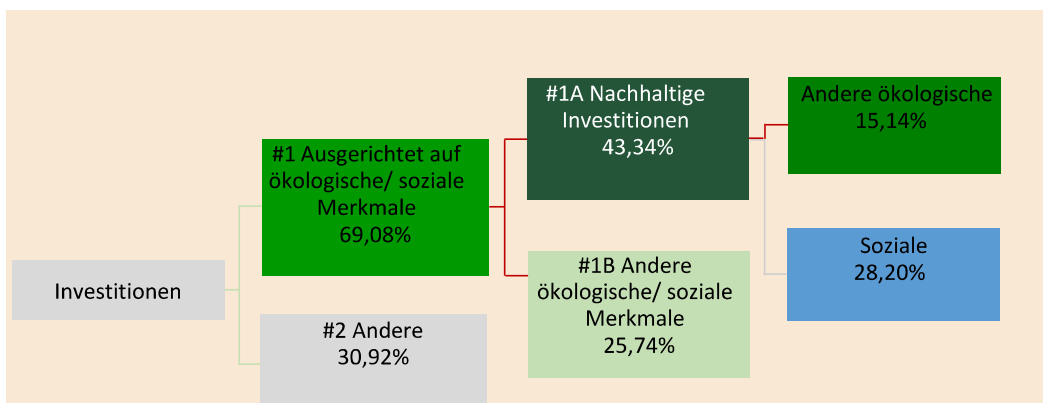 Investitionen
#1 Ausgerichtet auf
ökologische/ soziale
Merkmale
69,08%
#2 Andere
30,92%
#1A Nachhaltige
Investitionen
43,34%
#1B Andere
ökologische/ soziale
Merkmale
25,74%
Andere ökologische
15,14%
Soziale
28,20%